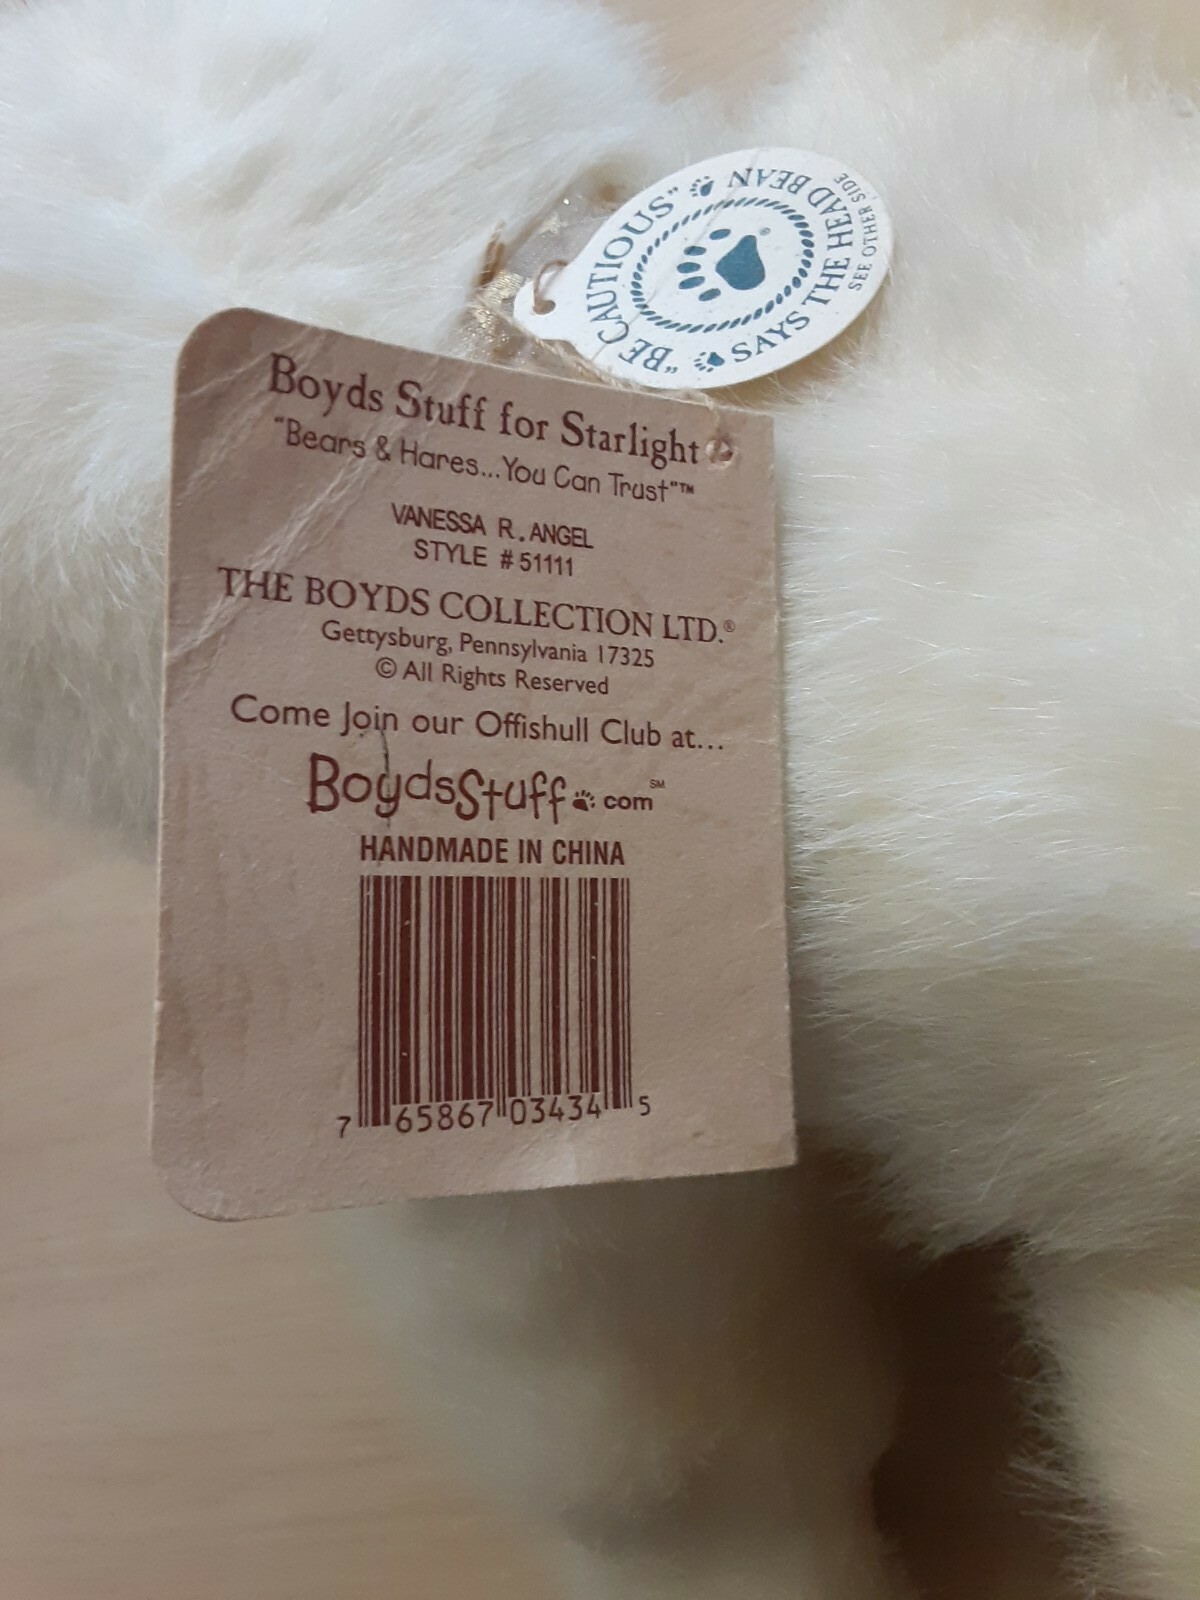 "BE CAUTIOUS"
SAYS THE HEAD BEAN
SEE OTHER SIDE
®
Boyds Stuff for Starlight
"Bears & Hares...You Can Trust"™
VANESSA R. ANGEL
STYLE #51111
THE BOYDS COLLECTION LTD.®
Gettysburg, Pennsylvania 17325
© All Rights Reserved
Come Join our Offishull Club at...
BoydsStuff.com℠
HANDMADE IN CHINA
7 65867 03434 5